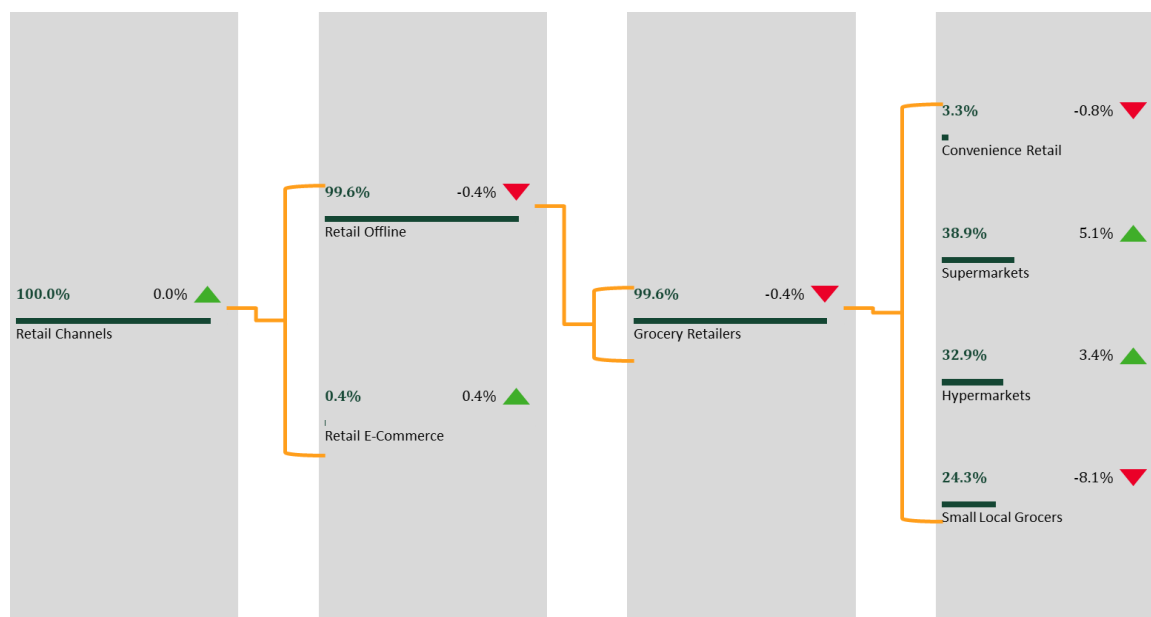 100.0% 0.0%
Retail Channels
99.6% -0.4%
Retail Offline
0.4% 0.4%
Retail E-Commerce
99.6% -0.4%
Grocery Retailers
3.3% -0.8%
Convenience Retail
38.9% 5.1%
Supermarkets
32.9% 3.4%
Hypermarkets
24.3% -8.1%
Small Local Grocers